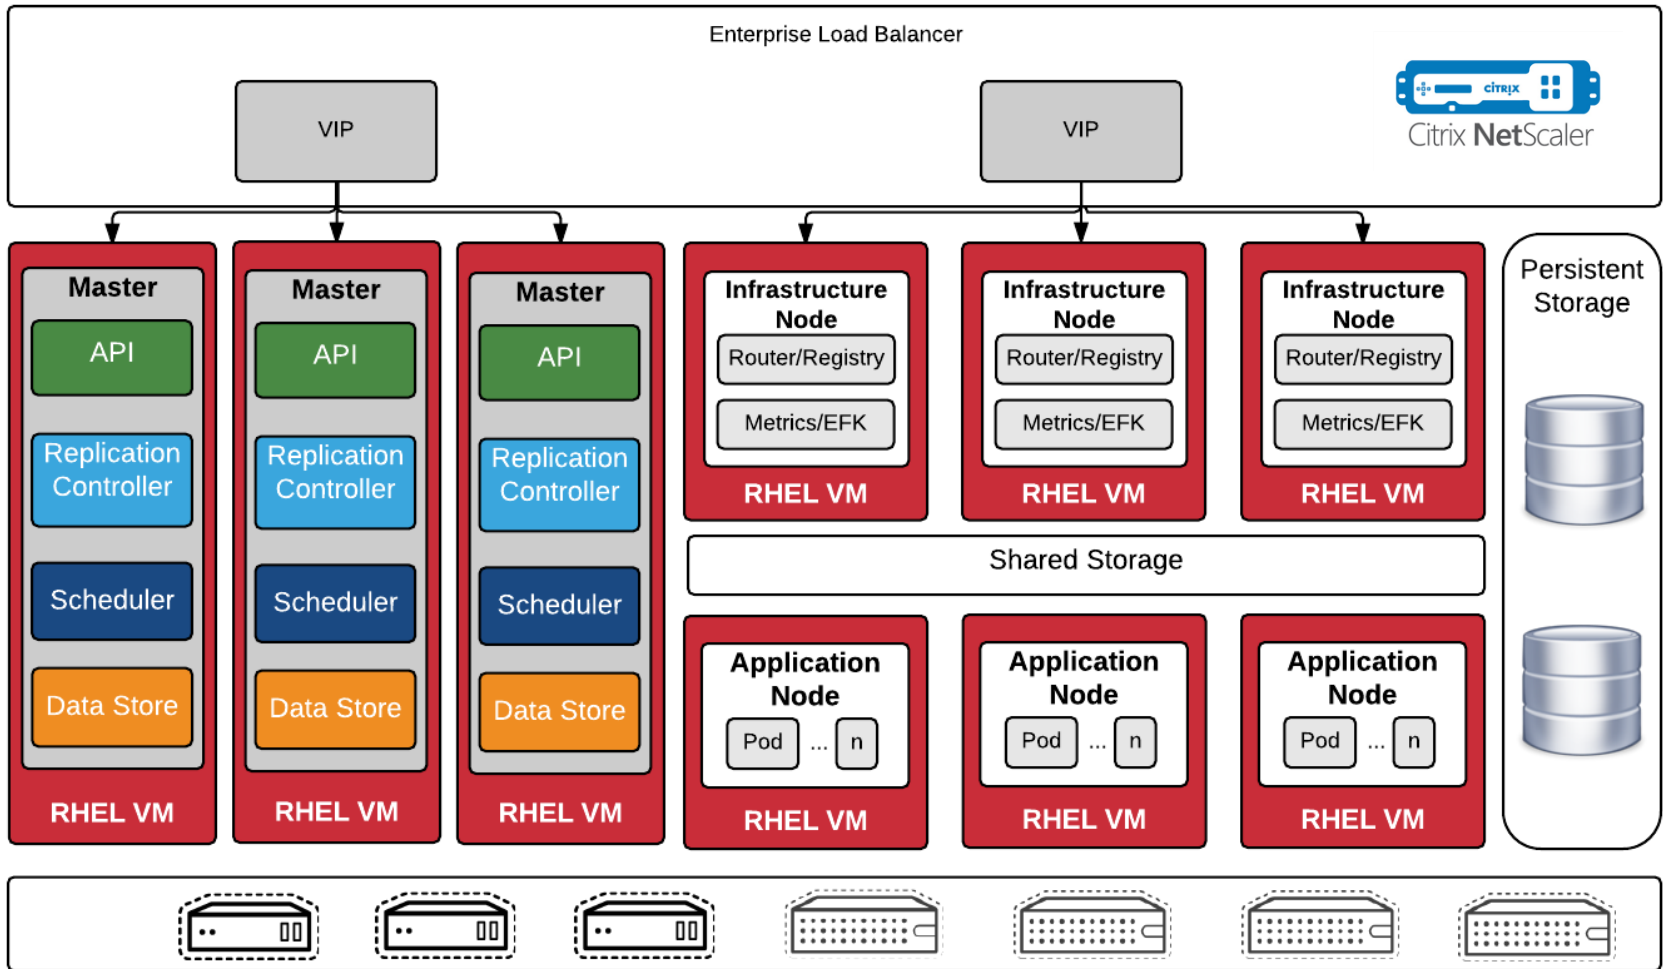 Enterprise Load Balancer
VIP
VIP
CİTRIX
Citrix NetScaler
Master
API
Replication
Controller
Scheduler
Data Store
RHEL VM
Master
API
Replication
Controller
Scheduler
Data Store
RHEL VM
Master
API
Replication
Controller
Scheduler
Data Store
RHEL VM
Infrastructure
Node
Router/Registry
Metrics/EFK
RHEL VM
Infrastructure
Node
Router/Registry
Metrics/EFK
RHEL VM
Infrastructure
Node
Router/Registry
Metrics/EFK
RHEL VM
Shared Storage
Application
Node
Pod ... n
RHEL VM
Application
Node
Pod ... n
RHEL VM
Application
Node
Pod ... n
RHEL VM
Persistent
Storage